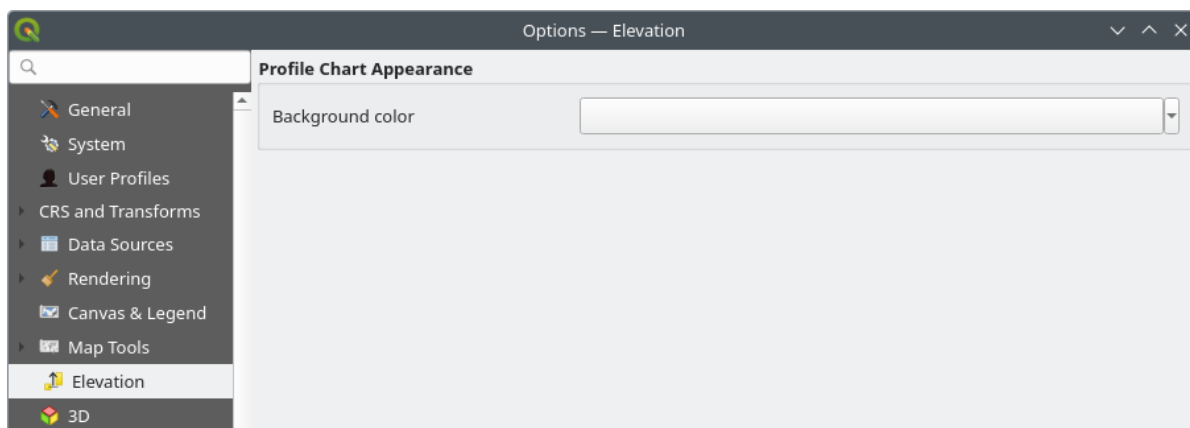 Options — Elevation
Profile Chart Appearance
Background color
General
System
User Profiles
CRS and Transforms
Data Sources
Rendering
Canvas & Legend
Map Tools
Elevation
3D